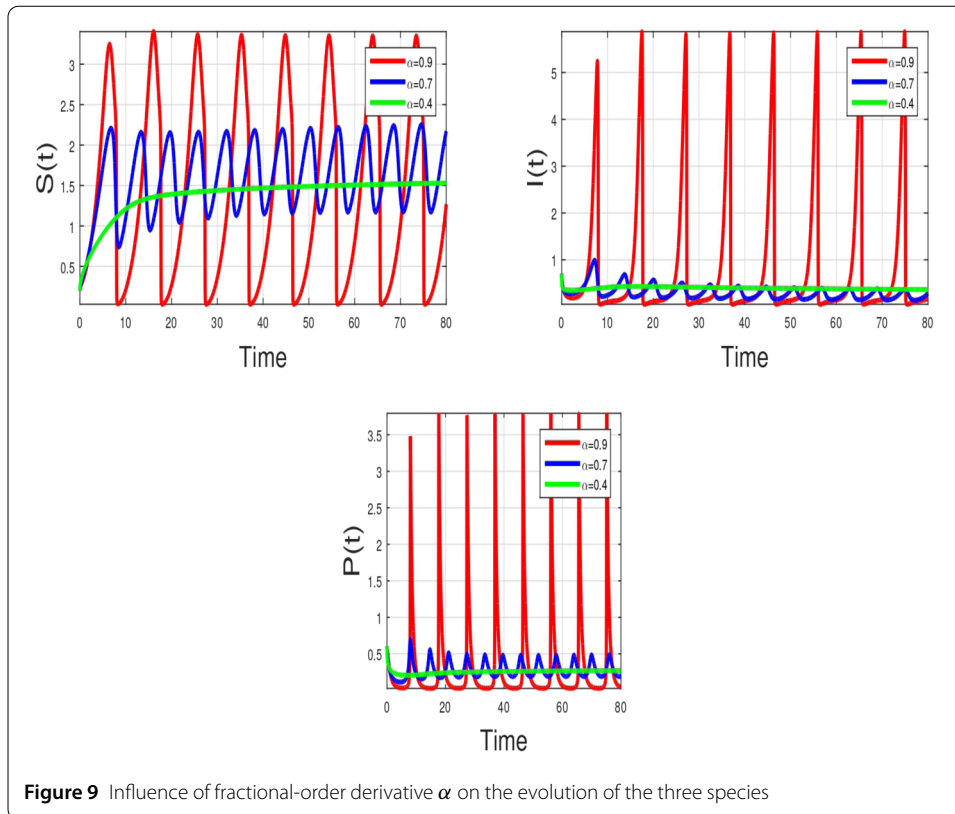 S(t)
3
2.5
2
1.5
1
0.5
0 10 20 30 40 50 60 70 80
Time
α=0.9
α=0.7
α=0.4
I(t)
5
4
3
2
1
0 10 20 30 40 50 60 70 80
Time
α=0.9
α=0.7
α=0.4
P(t)
3.5
3
2.5
2
1.5
1
0.5
0 10 20 30 40 50 60 70 80
Time
α=0.9
α=0.7
α=0.4
Figure 9 Influence of fractional-order derivative α on the evolution of the three species